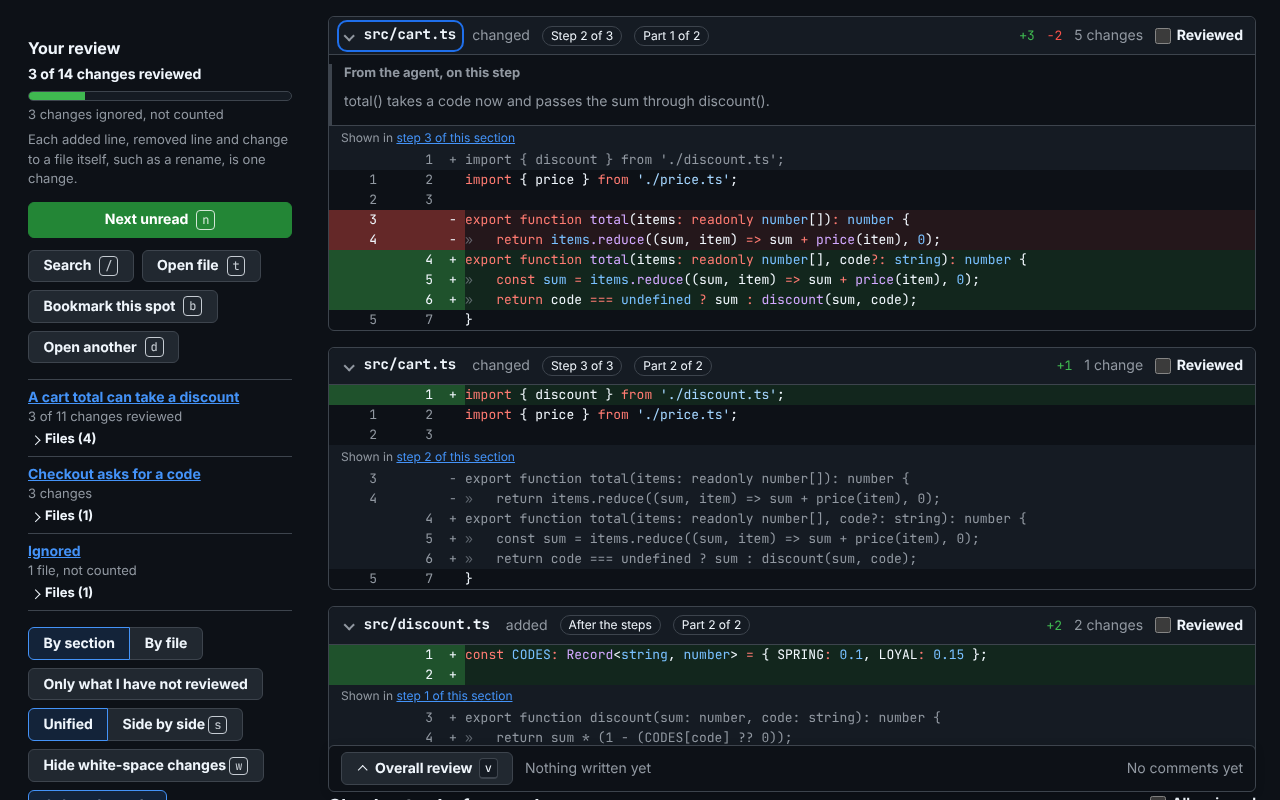 Your review
3 of 14 changes reviewed
3 changes ignored, not counted
Each added line, removed line and change
to a file itself, such as a rename, is one
change.
Next unread n
Search / Open file t
Bookmark this spot b
Open another d
A cart total can take a discount
3 of 11 changes reviewed
Files (4)
Checkout asks for a code
3 changes
Files (1)
Ignored
1 file, not counted
Files (1)
By section By file
Only what I have not reviewed
Unified Side by side s
Hide white-space changes w
src/cart.ts changed Step 2 of 3 Part 1 of 2 +3 -2 5 changes Reviewed
From the agent, on this step
total() takes a code now and passes the sum through discount().
Shown in step 3 of this section
1 + import { discount } from './discount.ts';
1 2 import { price } from './price.ts';
2 3
3 - export function total(items: readonly number[]): number {
4 - » return items.reduce((sum, item) => sum + price(item), 0);
4 + export function total(items: readonly number[], code?: string): number {
5 + » const sum = items.reduce((sum, item) => sum + price(item), 0);
6 + » return code === undefined ? sum : discount(sum, code);
5 7 }
src/cart.ts changed Step 3 of 3 Part 2 of 2 +1 1 change Reviewed
1 + import { discount } from './discount.ts';
1 2 import { price } from './price.ts';
2 3
Shown in step 2 of this section
3 - export function total(items: readonly number[]): number {
4 - » return items.reduce((sum, item) => sum + price(item), 0);
4 + export function total(items: readonly number[], code?: string): number {
5 + » const sum = items.reduce((sum, item) => sum + price(item), 0);
6 + » return code === undefined ? sum : discount(sum, code);
5 7 }
src/discount.ts added After the steps Part 2 of 2 +2 2 changes Reviewed
1 + const CODES: Record<string, number> = { SPRING: 0.1, LOYAL: 0.15 };
2 +
Shown in step 1 of this section
3 + export function discount(sum: number, code: string): number {
4 + » return sum * (1 - (CODES[code] ?? 0));
Overall review v Nothing written yet No comments yet